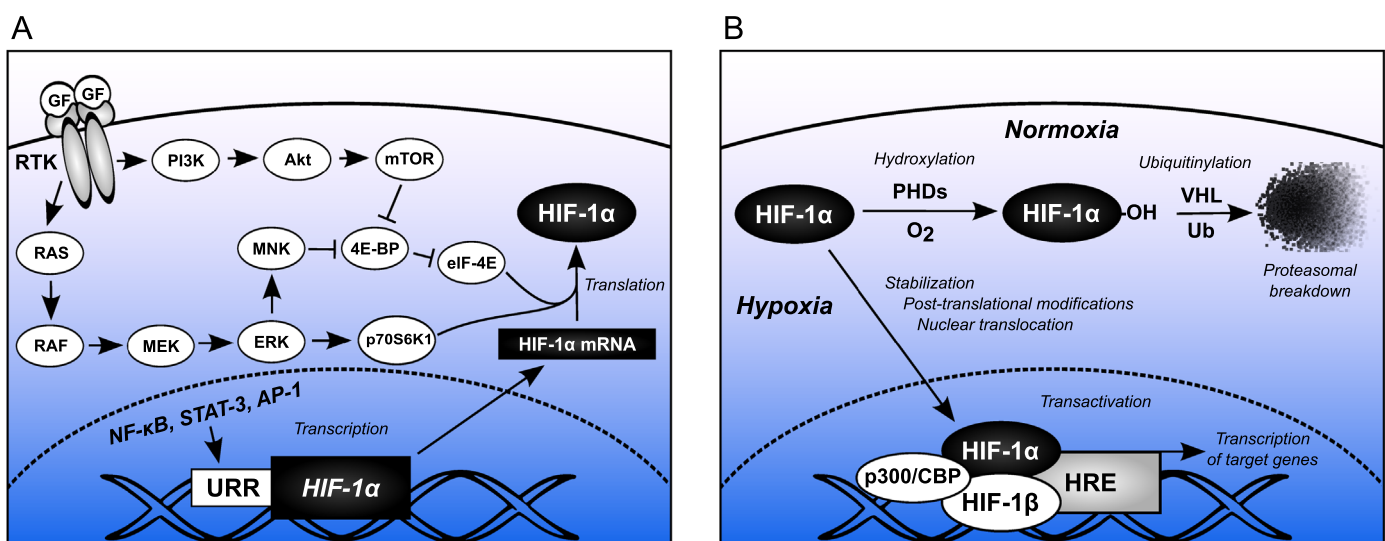 A
GF
GF
RTK
PI3K
Akt
mTOR
HIF-1α
RAS
MNK
4E-BP
eIF-4E
Translation
RAF
MEK
ERK
p70S6K1
HIF-1α mRNA
NF-κB, STAT-3, AP-1
Transcription
URR
HIF-1α
B
Normoxia
Hydroxylation
Ubiquitinylation
HIF-1α
PHDs
O2
HIF-1α
-OH
VHL
Ub
Proteasomal
breakdown
Hypoxia
Stabilization
Post-translational modifications
Nuclear translocation
Transactivation
HIF-1α
p300/CBP
HIF-1β
HRE
Transcription
of target genes